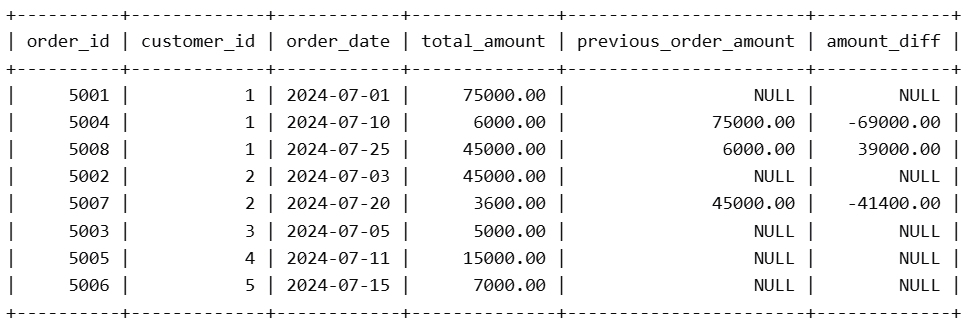 +----------+-------------+------------+--------------+-----------------------+-------------+
| order_id | customer_id | order_date | total_amount | previous_order_amount | amount_diff |
+----------+-------------+------------+--------------+-----------------------+-------------+
|     5001 |           1 | 2024-07-01 |     75000.00 |                  NULL |        NULL |
|     5004 |           1 | 2024-07-10 |      6000.00 |              75000.00 |   -69000.00 |
|     5008 |           1 | 2024-07-25 |     45000.00 |               6000.00 |    39000.00 |
|     5002 |           2 | 2024-07-03 |     45000.00 |                  NULL |        NULL |
|     5007 |           2 | 2024-07-20 |      3600.00 |              45000.00 |   -41400.00 |
|     5003 |           3 | 2024-07-05 |      5000.00 |                  NULL |        NULL |
|     5005 |           4 | 2024-07-11 |     15000.00 |                  NULL |        NULL |
|     5006 |           5 | 2024-07-15 |      7000.00 |                  NULL |        NULL |
+----------+-------------+------------+--------------+-----------------------+-------------+